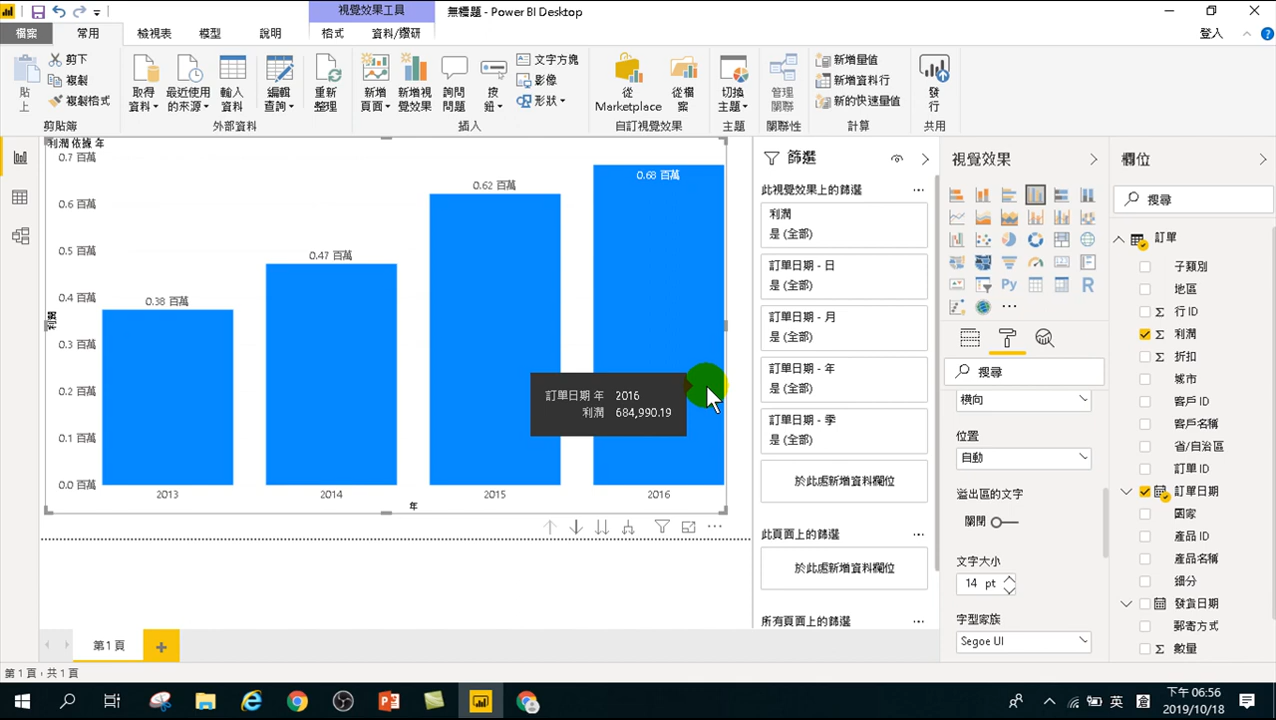 視覺效果工具
無標題 - Power BI Desktop
檔案 常用 檢視表 模型 說明 格式 資料/鑽研 登入
貼上
剪下
複製
複製格式
剪貼簿
取得資料
最近使用的來源
輸入資料
編輯查詢
重新整理
外部資料
新增頁面
新增視覺效果
詢問問題
按鈕
文字方塊
影像
形狀
插入
從 Marketplace
從檔案
自訂視覺效果
切換主題
主題
管理關聯
關聯性
新增量值
新增資料行
新的快速量值
計算
發行
共用
利潤 依據 年
0.7 百萬
0.6 百萬
0.5 百萬
0.4 百萬
0.3 百萬
0.2 百萬
0.1 百萬
0.0 百萬
利潤
0.38 百萬
0.47 百萬
0.62 百萬
0.68 百萬
2013 2014 2015 2016
年
訂單日期 年 2016
利潤 684,990.19
篩選
此視覺效果上的篩選
利潤
是 (全部)
訂單日期 - 日
是 (全部)
訂單日期 - 月
是 (全部)
訂單日期 - 年
是 (全部)
訂單日期 - 季
是 (全部)
於此處新增資料欄位
此頁面上的篩選
於此處新增資料欄位
所有頁面上的篩選
視覺效果
Py
R
搜尋
橫向
位置
自動
溢出區的文字
關閉
文字大小
14 pt
字型家族
Segoe UI
欄位
搜尋
訂單
子類別
地區
Σ 行 ID
Σ 利潤
Σ 折扣
城市
客戶 ID
客戶名稱
省/自治區
訂單 ID
訂單日期
國家
產品 ID
產品名稱
細分
發貨日期
郵寄方式
Σ 數量
第 1 頁
第 1 頁，共 1 頁
英
倉
下午 06:56
2019/10/18